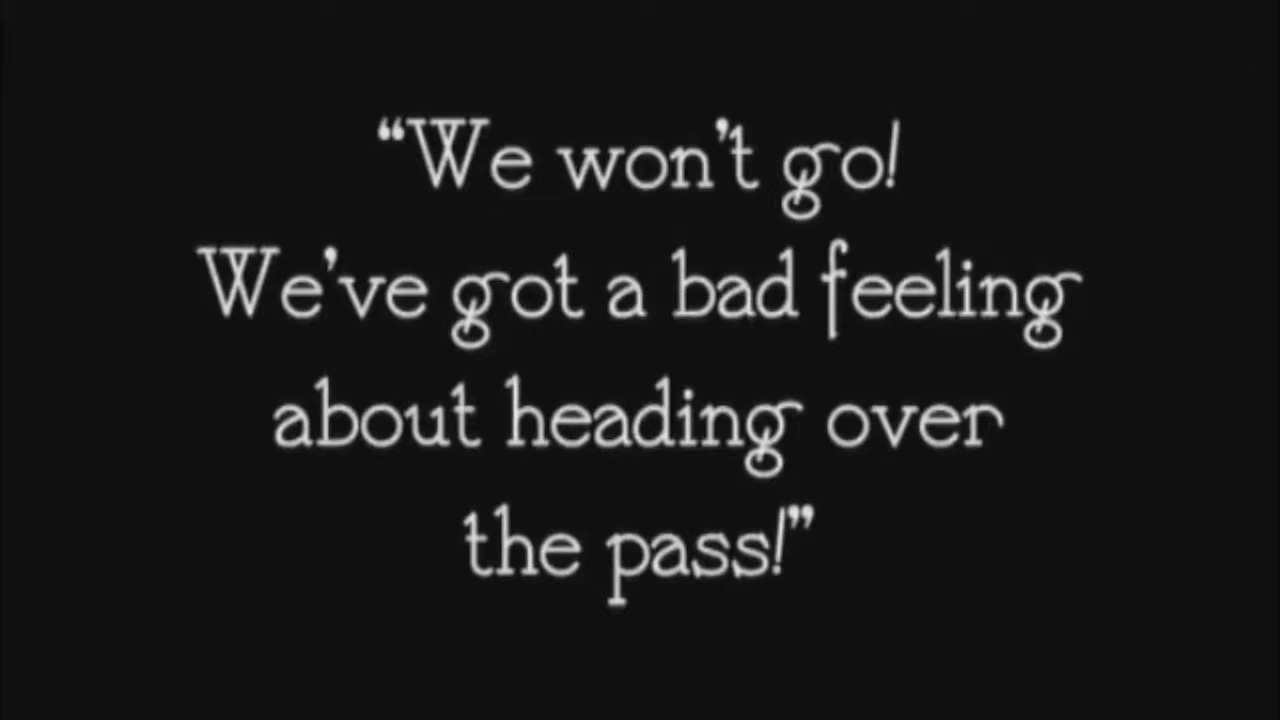 “We won’t go!
We’ve got a bad feeling
about heading over
the pass!”